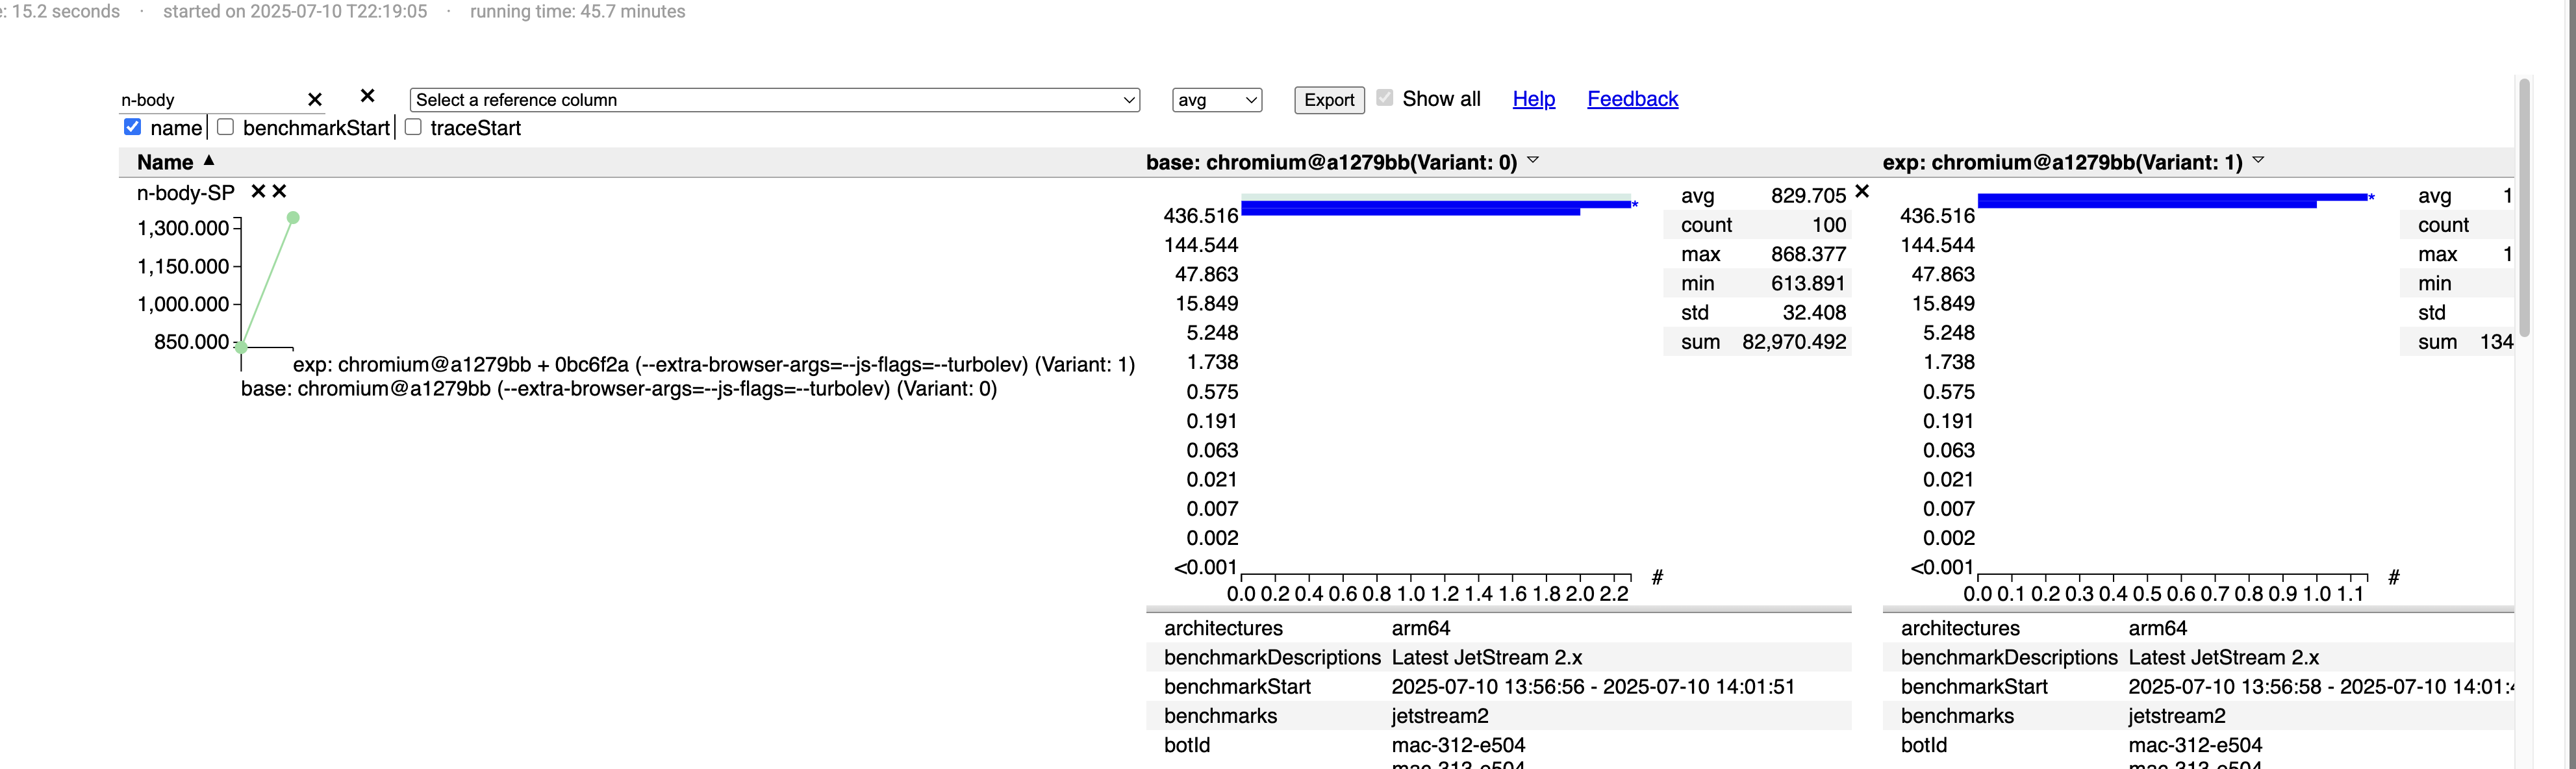 e: 15.2 seconds · started on 2025-07-10 T22:19:05 · running time: 45.7 minutes
n-body × × Select a reference column avg Export Show all Help Feedback
name benchmarkStart traceStart
Name ▲ base: chromium@a1279bb(Variant: 0) ▽ exp: chromium@a1279bb(Variant: 1) ▽
n-body-SP × ×
1,300.000
1,150.000
1,000.000
850.000
exp: chromium@a1279bb + 0bc6f2a (--extra-browser-args=--js-flags=--turbolev) (Variant: 1)
base: chromium@a1279bb (--extra-browser-args=--js-flags=--turbolev) (Variant: 0)
*
436.516
144.544
47.863
15.849
5.248
1.738
0.575
0.191
0.063
0.021
0.007
0.002
<0.001
0.0 0.2 0.4 0.6 0.8 1.0 1.2 1.4 1.6 1.8 2.0 2.2 #
avg 829.705 ×
count 100
max 868.377
min 613.891
std 32.408
sum 82,970.492
architectures arm64
benchmarkDescriptions Latest JetStream 2.x
benchmarkStart 2025-07-10 13:56:56 - 2025-07-10 14:01:51
benchmarks jetstream2
botId mac-312-e504
mac-313-e504
*
436.516
144.544
47.863
15.849
5.248
1.738
0.575
0.191
0.063
0.021
0.007
0.002
<0.001
0.0 0.1 0.2 0.3 0.4 0.5 0.6 0.7 0.8 0.9 1.0 1.1 #
avg 1
count
max 1
min
std
sum 134
architectures arm64
benchmarkDescriptions Latest JetStream 2.x
benchmarkStart 2025-07-10 13:56:58 - 2025-07-10 14:01:4
benchmarks jetstream2
botId mac-312-e504
mac-313-e504